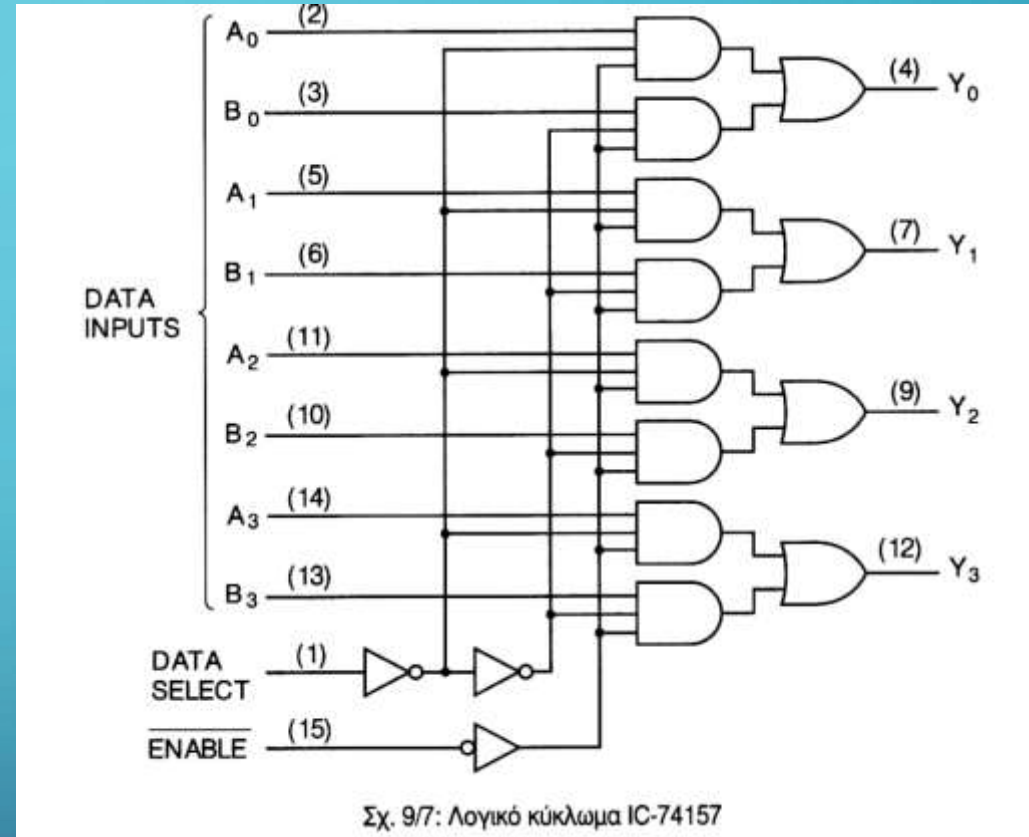 A0 (2)
(4) Y0
B0 (3)
A1 (5)
(7) Y1
B1 (6)
DATA
INPUTS
A2 (11)
(9) Y2
B2 (10)
A3 (14)
(12) Y3
B3 (13)
DATA
SELECT (1)
ENABLE (15)
Σχ. 9/7: Λογικό κύκλωμα IC-74157